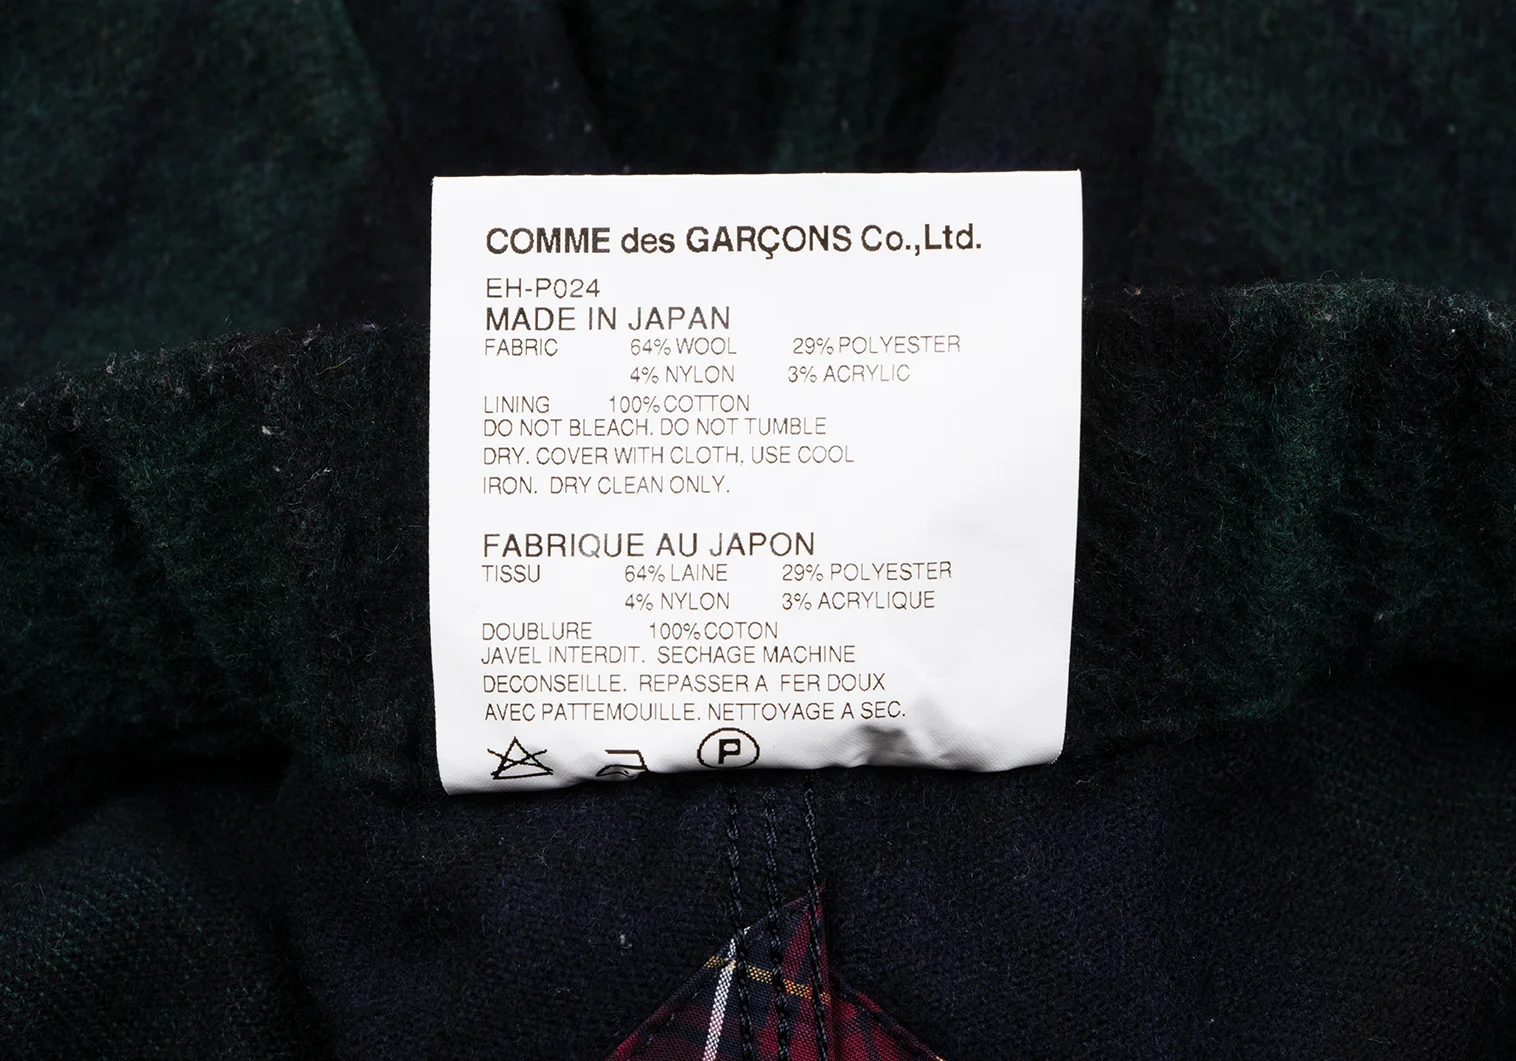 COMME des GARÇONS Co.,Ltd.
EH-P024
MADE IN JAPAN
FABRIC 64% WOOL 29% POLYESTER
4% NYLON 3% ACRYLIC
LINING 100% COTTON
DO NOT BLEACH. DO NOT TUMBLE
DRY. COVER WITH CLOTH, USE COOL
IRON. DRY CLEAN ONLY.
FABRIQUE AU JAPON
TISSU 64% LAINE 29% POLYESTER
4% NYLON 3% ACRYLIQUE
DOUBLURE 100% COTON
JAVEL INTERDIT. SECHAGE MACHINE
DECONSEILLE. REPASSER A FER DOUX
AVEC PATTEMOUILLE. NETTOYAGE A SEC.
P